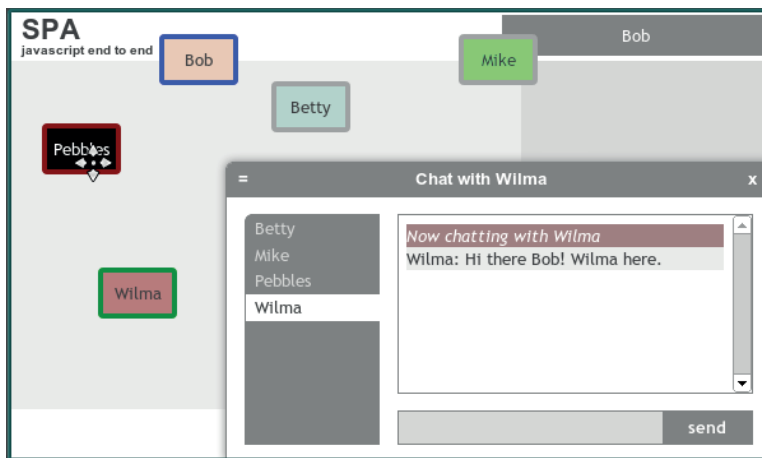 SPA
javascript end to end
Bob
Bob
Mike
Betty
Pebbles
Wilma
= Chat with Wilma x
Betty
Mike
Pebbles
Wilma
Now chatting with Wilma
Wilma: Hi there Bob! Wilma here.
send